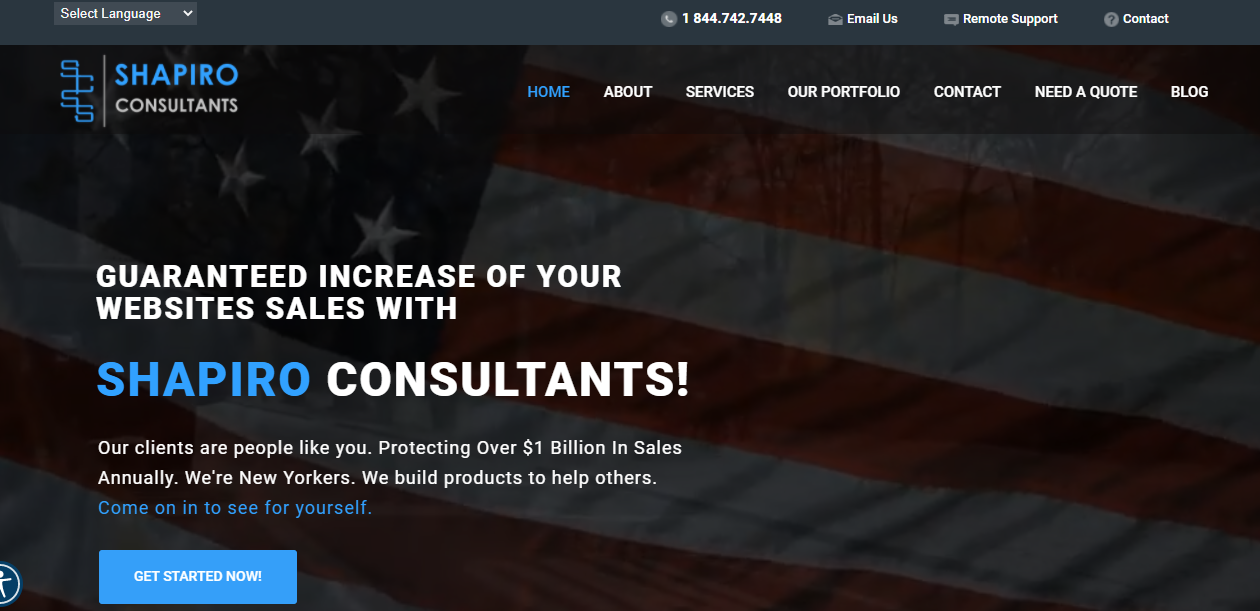 Select Language
1 844.742.7448
Email Us
Remote Support
Contact
SHAPIRO
CONSULTANTS
HOME
ABOUT
SERVICES
OUR PORTFOLIO
CONTACT
NEED A QUOTE
BLOG
GUARANTEED INCREASE OF YOUR
WEBSITES SALES WITH
SHAPIRO CONSULTANTS!
Our clients are people like you. Protecting Over $1 Billion In Sales
Annually. We're New Yorkers. We build products to help others.
Come on in to see for yourself.
GET STARTED NOW!